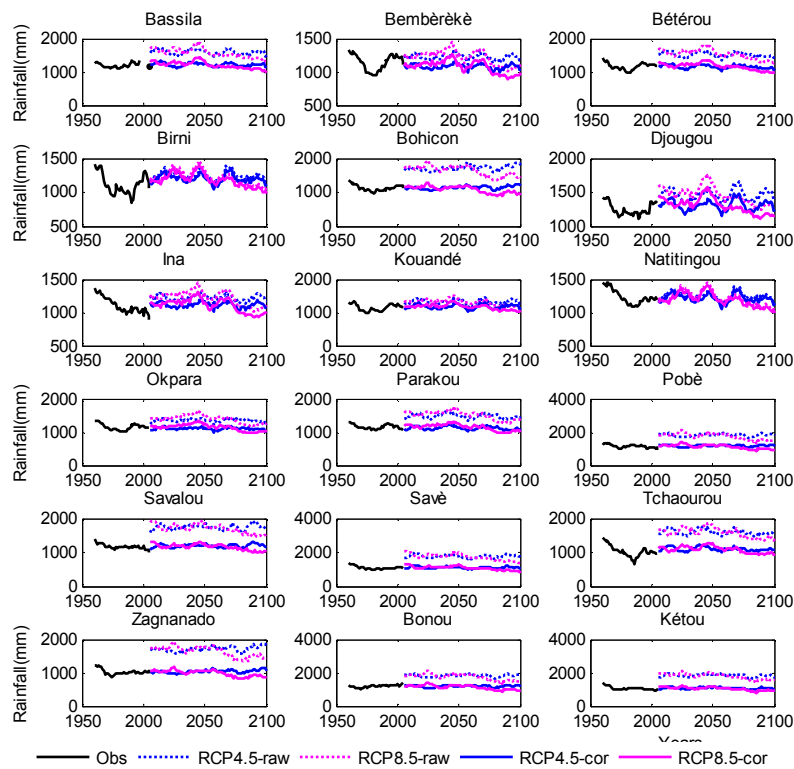 Bassila Bembèrèkè Bétérou
Rainfall(mm)
2000 1500 2000
1000 1000 1000
0 500 0
1950 2000 2050 2100 1950 2000 2050 2100 1950 2000 2050 2100
Birni Bohicon Djougou
Rainfall(mm)
1500 2000 2000
1000 1000 1500
500 0 1000
1950 2000 2050 2100 1950 2000 2050 2100 1950 2000 2050 2100
Ina Kouandé Natitingou
1500 2000 1500
1000 1000 1000
500 0 500
1950 2000 2050 2100 1950 2000 2050 2100 1950 2000 2050 2100
Okpara Parakou Pobè
Rainfall(mm)
2000 2000 4000
1000 1000 2000
0 0 0
1950 2000 2050 2100 1950 2000 2050 2100 1950 2000 2050 2100
Savalou Savè Tchaourou
2000 4000 2000
1000 2000 1000
0 0 0
1950 2000 2050 2100 1950 2000 2050 2100 1950 2000 2050 2100
Zagnanado Bonou Kétou
Rainfall(mm)
2000 4000 4000
1000 2000 2000
0 0 0
1950 2000 2050 2100 1950 2000 2050 2100 1950 2000 2050 2100
Years
Obs RCP4.5-raw RCP8.5-raw RCP4.5-cor RCP8.5-cor